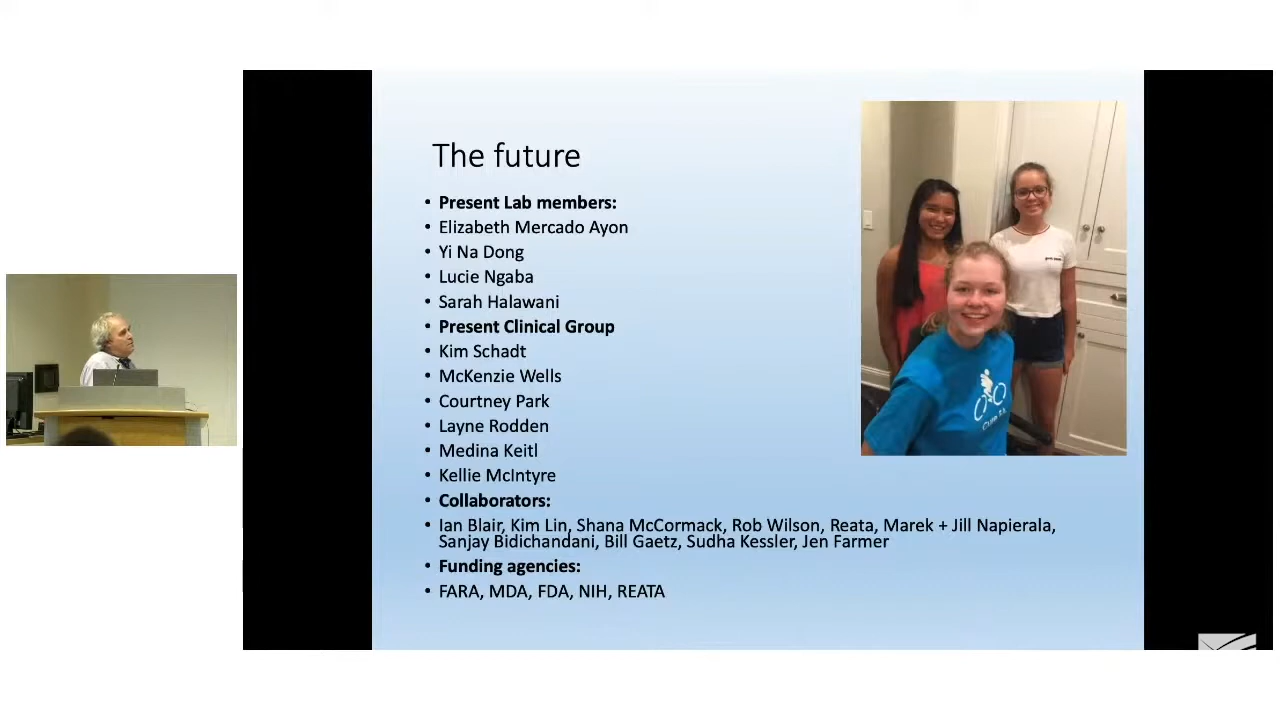 The future
• Present Lab members:
• Elizabeth Mercado Ayon
• Yi Na Dong
• Lucie Ngaba
• Sarah Halawani
• Present Clinical Group
• Kim Schadt
• McKenzie Wells
• Courtney Park
• Layne Rodden
• Medina Keitl
• Kellie McIntyre
• Collaborators:
• Ian Blair, Kim Lin, Shana McCormack, Rob Wilson, Reata, Marek + Jill Napierala,
Sanjay Bidichandani, Bill Gaetz, Sudha Kessler, Jen Farmer
• Funding agencies:
• FARA, MDA, FDA, NIH, REATA
Cure